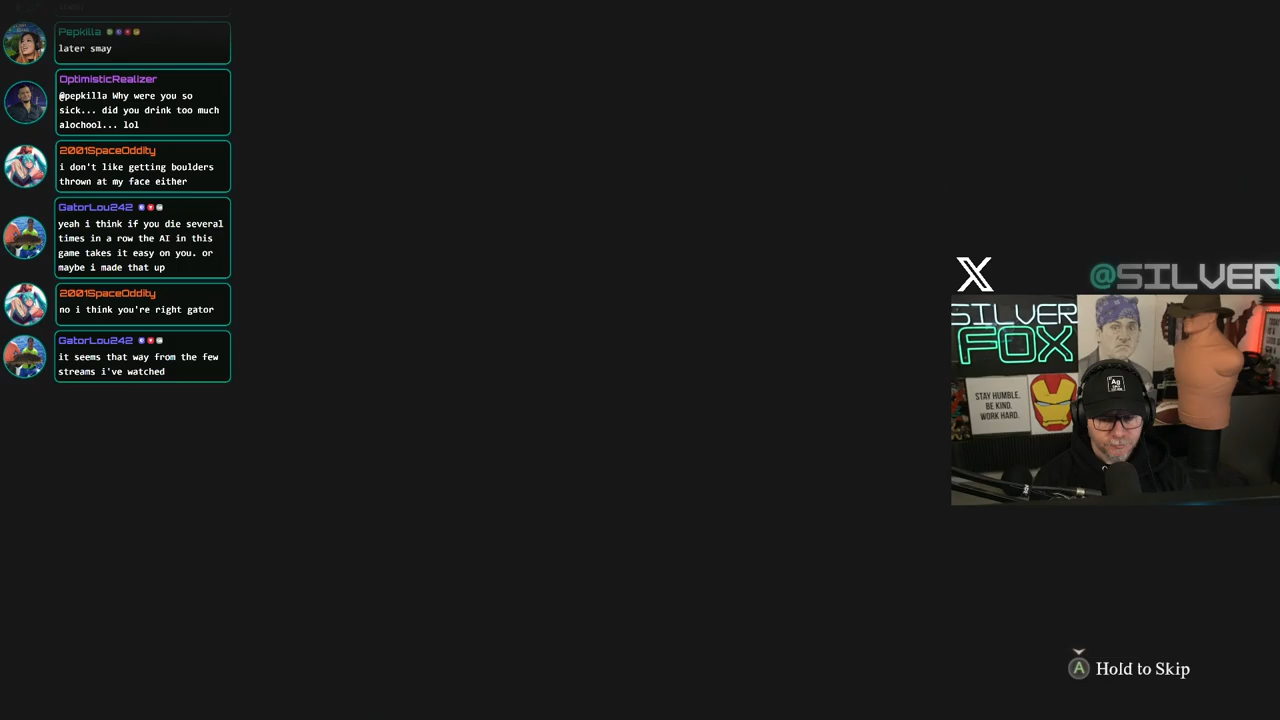 Pepkilla
later smay
OptimisticRealizer
@pepkilla Why were you so
sick... did you drink too much
alochool... lol
2001SpaceOddity
i don't like getting boulders
thrown at my face either
GatorLou242
yeah i think if you die several
times in a row the AI in this
game takes it easy on you. or
maybe i made that up
2001SpaceOddity
no i think you're right gator
GatorLou242
it seems that way from the few
streams i've watched
X @SILVER
SILVER
FOX
STAY HUMBLE.
BE KIND.
WORK HARD.
Ag
A Hold to Skip